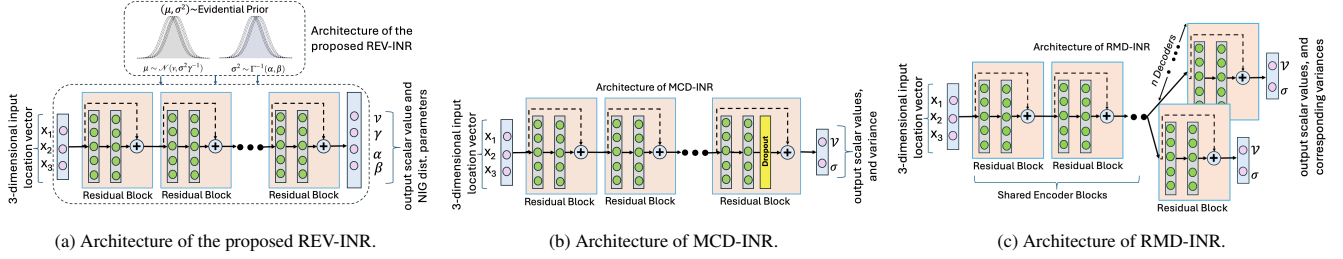 (μ, σ²)~Evidential Prior
μ ~ 𝒩(ν, σ²γ⁻¹)
σ² ~ Γ⁻¹(α, β)
Architecture of the
proposed REV-INR
3-dimensional input
location vector
X₁
X₂
X₃
Residual Block
Residual Block
Residual Block
ν
γ
α
β
output scalar value and
NIG dist. parameters
(a) Architecture of the proposed REV-INR.
Architecture of MCD-INR
3-dimensional input
location vector
X₁
X₂
X₃
Dropout
Residual Block
Residual Block
Residual Block
ν
σ
output scalar values,
and variance
(b) Architecture of MCD-INR.
Architecture of RMD-INR
3-dimensional input
location vector
X₁
X₂
X₃
Residual Block
Residual Block
Shared Encoder Blocks
n Decoders
ν
σ
ν
σ
Residual Block
output scalar values, and
corresponding variances
(c) Architecture of RMD-INR.